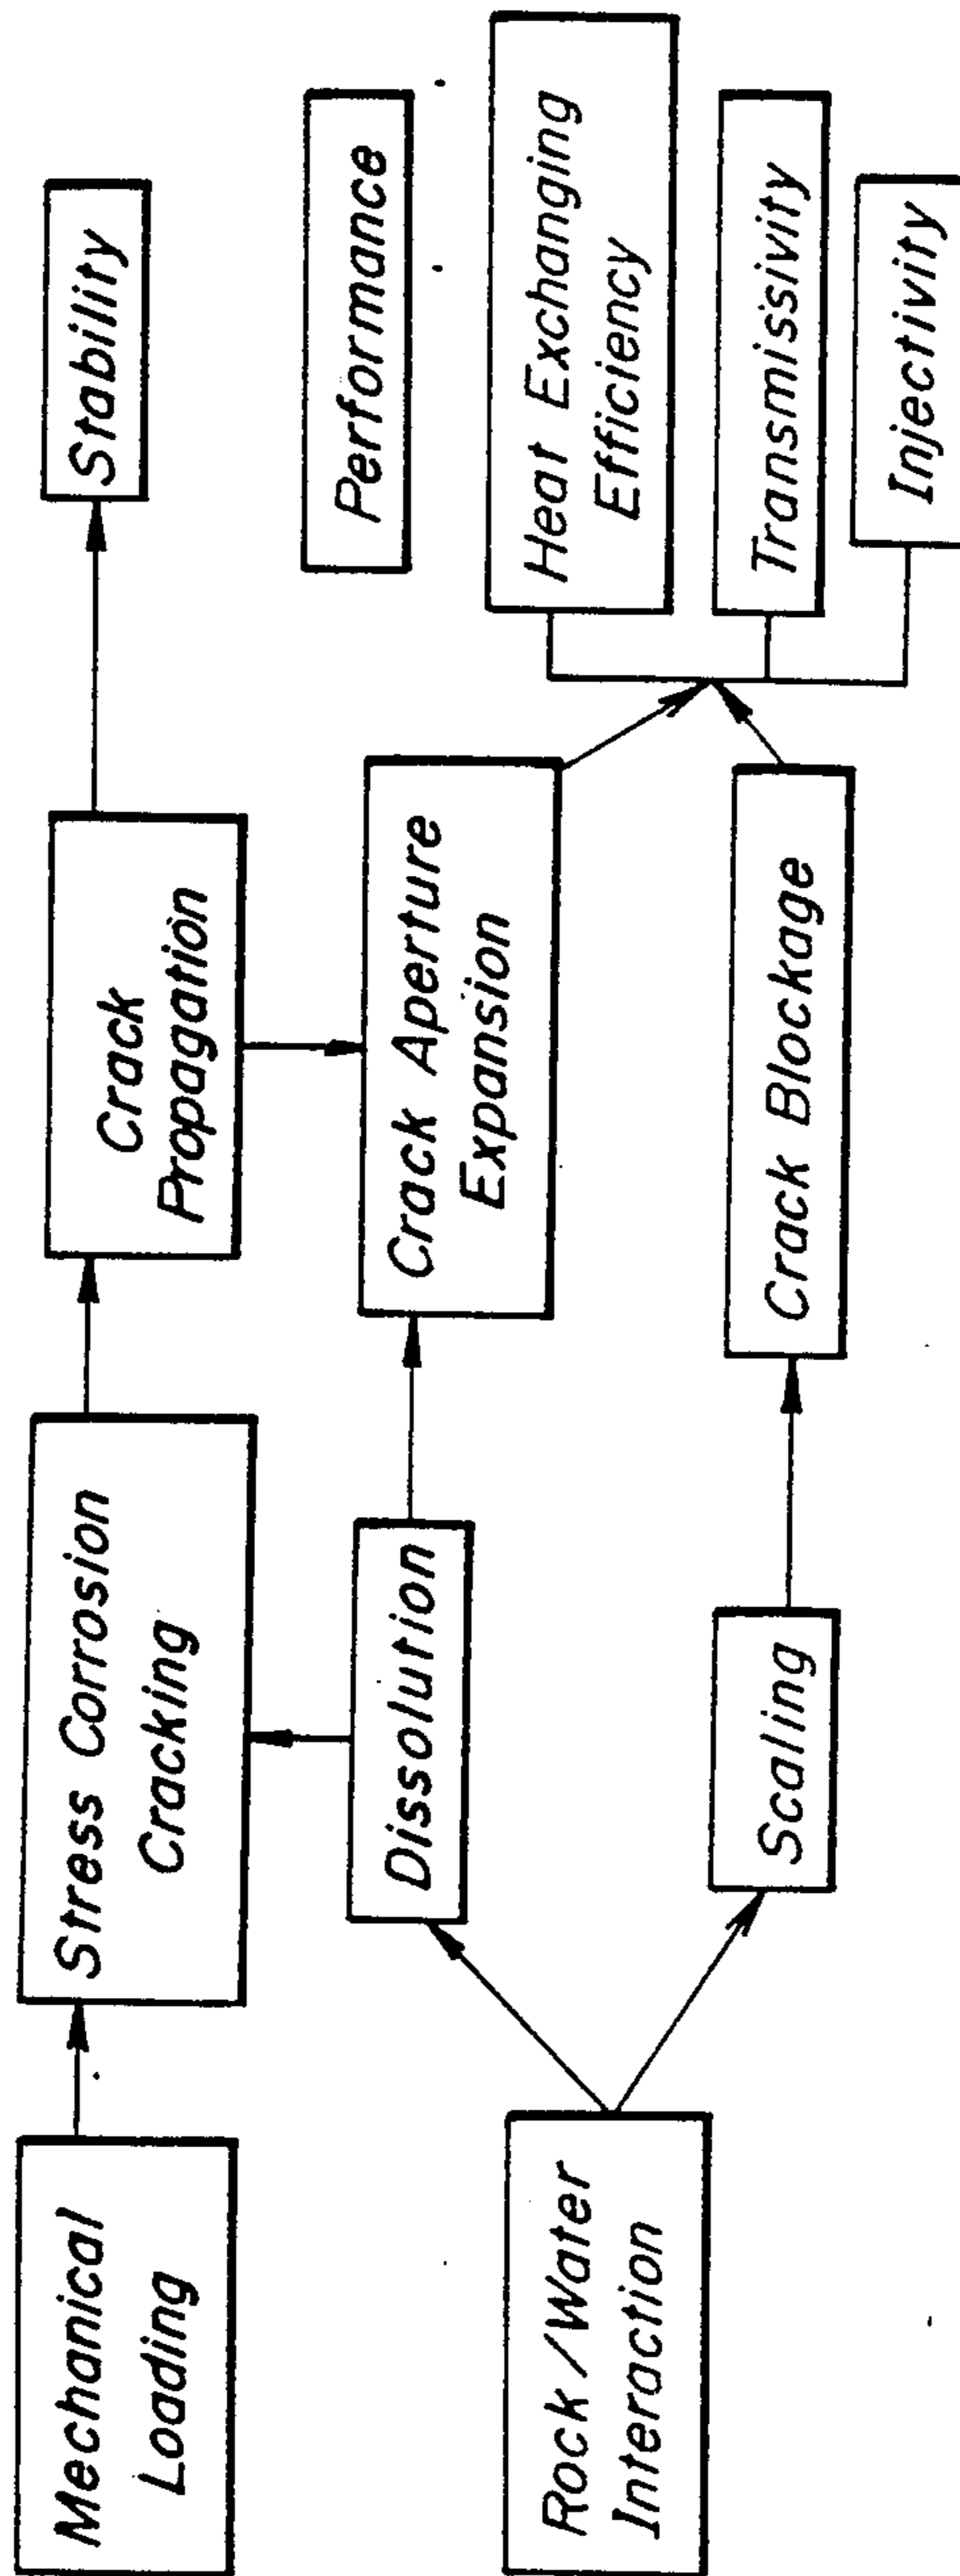 Mechanical
Loading
Stress Corrosion
Cracking
Crack
Propagation
Stability
Rock/Water
Interaction
Dissolution
Crack Aperture
Expansion
Performance
Scaling
Crack Blockage
Heat Exchanging
Efficiency
Transmissivity
Injectivity